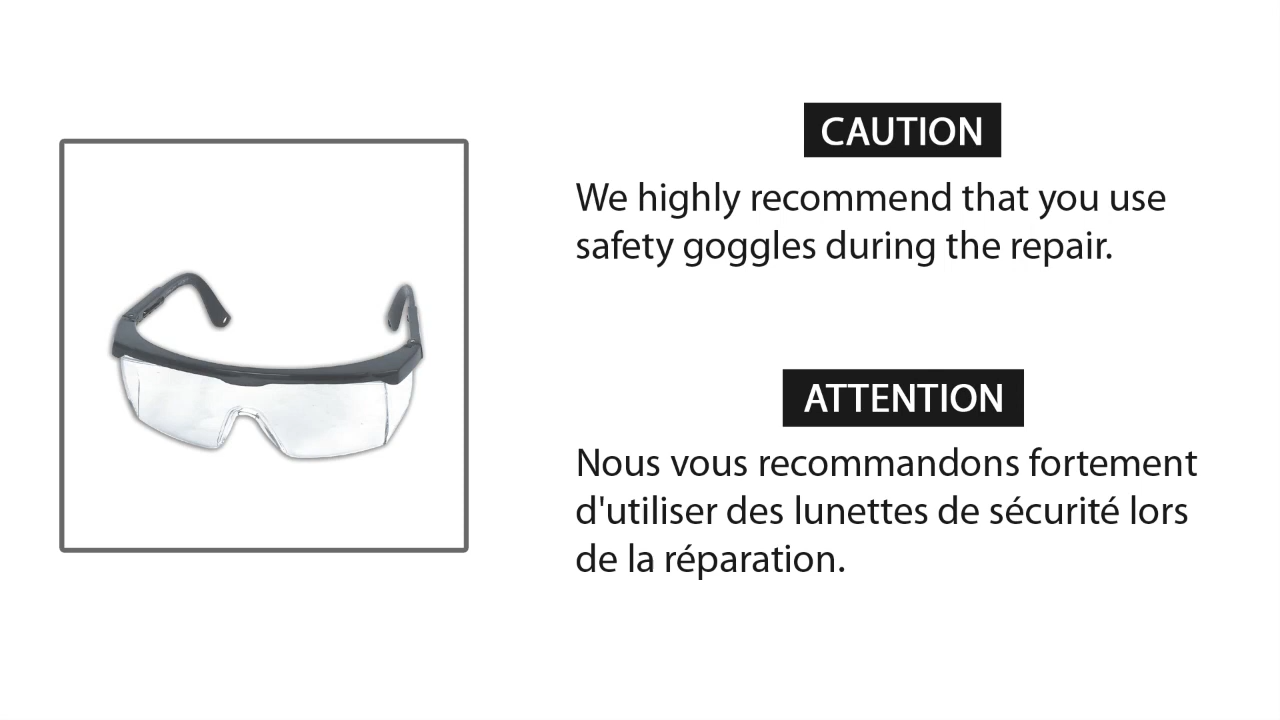 CAUTION
We highly recommend that you use
safety goggles during the repair.
ATTENTION
Nous vous recommandons fortement
d'utiliser des lunettes de sécurité lors
de la réparation.